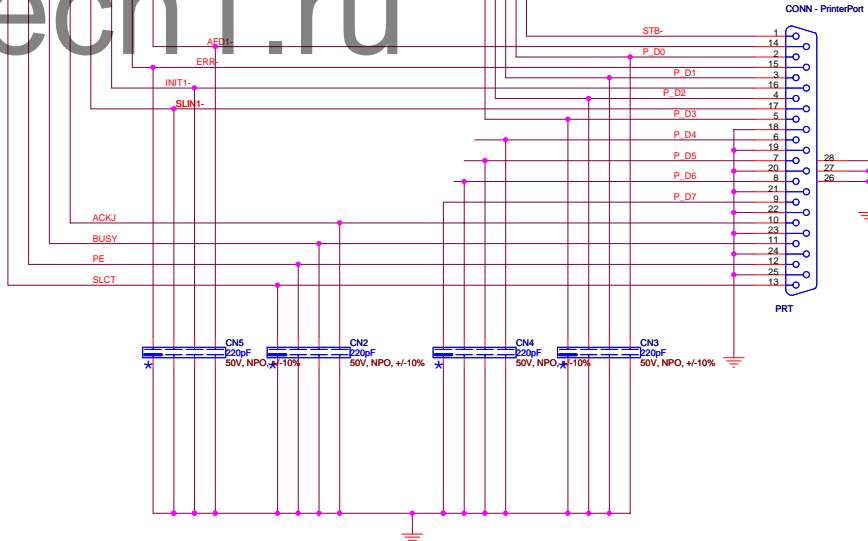 CONN - PrinterPort
ecn1.ru
STB-
1
14
AFD1-
P_D0
2
ERR-
15
P_D1
3
INIT1-
16
P_D2
4
SLIN1-
17
P_D3
5
18
P_D4
6
19
P_D5
7
28
20
27
P_D6
8
26
21
P_D7
9
22
ACKJ
10
23
BUSY
11
24
PE
12
25
SLCT
13
PRT
CN5
220pF
50V, NPO, +/-10%
*
CN2
220pF
50V, NPO, +/-10%
*
CN4
220pF
50V, NPO, +/-10%
*
CN3
220pF
50V, NPO, +/-10%
*